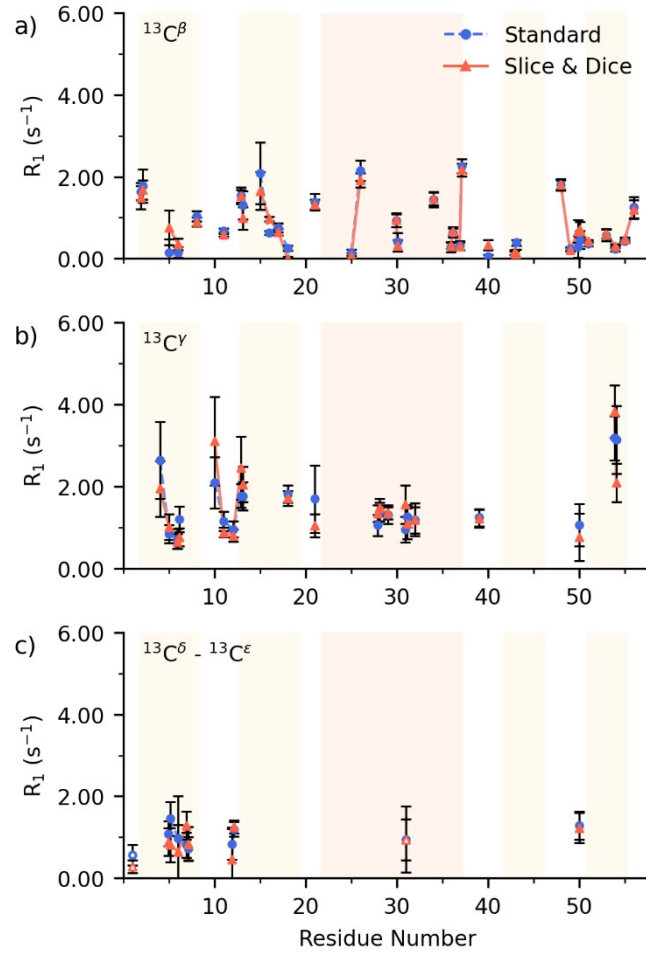 a)
¹³Cᵝ
Standard
Slice & Dice
R₁ (s⁻¹)
6.00
4.00
2.00
0.00
10 20 30 40 50
b)
¹³Cᵞ
R₁ (s⁻¹)
6.00
4.00
2.00
0.00
10 20 30 40 50
c)
¹³Cᵟ - ¹³Cᵋ
R₁ (s⁻¹)
6.00
4.00
2.00
0.00
10 20 30 40 50
Residue Number